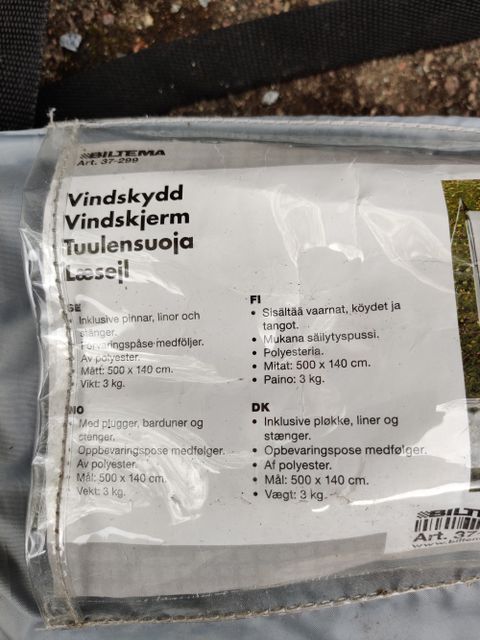 BILTEMA
Art. 37-299
Vindskydd
Vindskjerm
Tuulensuoja
Læsejl
SE
• Inklusive pinnar, linor och
stänger.
• Förvaringspåse medföljer.
• Av polyester.
• Mått: 500 x 140 cm.
• Vikt: 3 kg.
FI
• Sisältää vaarnat, köydet ja
tangot.
• Mukana säilytyspussi.
• Polyesteria.
• Mitat: 500 x 140 cm.
• Paino: 3 kg.
NO
• Med plugger, barduner og
stenger.
• Oppbevaringspose medfølger.
• Av polyester.
• Mål: 500 x 140 cm.
• Vekt: 3 kg.
DK
• Inklusive pløkke, liner og
stænger.
• Opbevaringspose medfølger.
• Af polyester.
• Mål: 500 x 140 cm.
• Vægt: 3 kg.
BILTEMA
Art. 37-